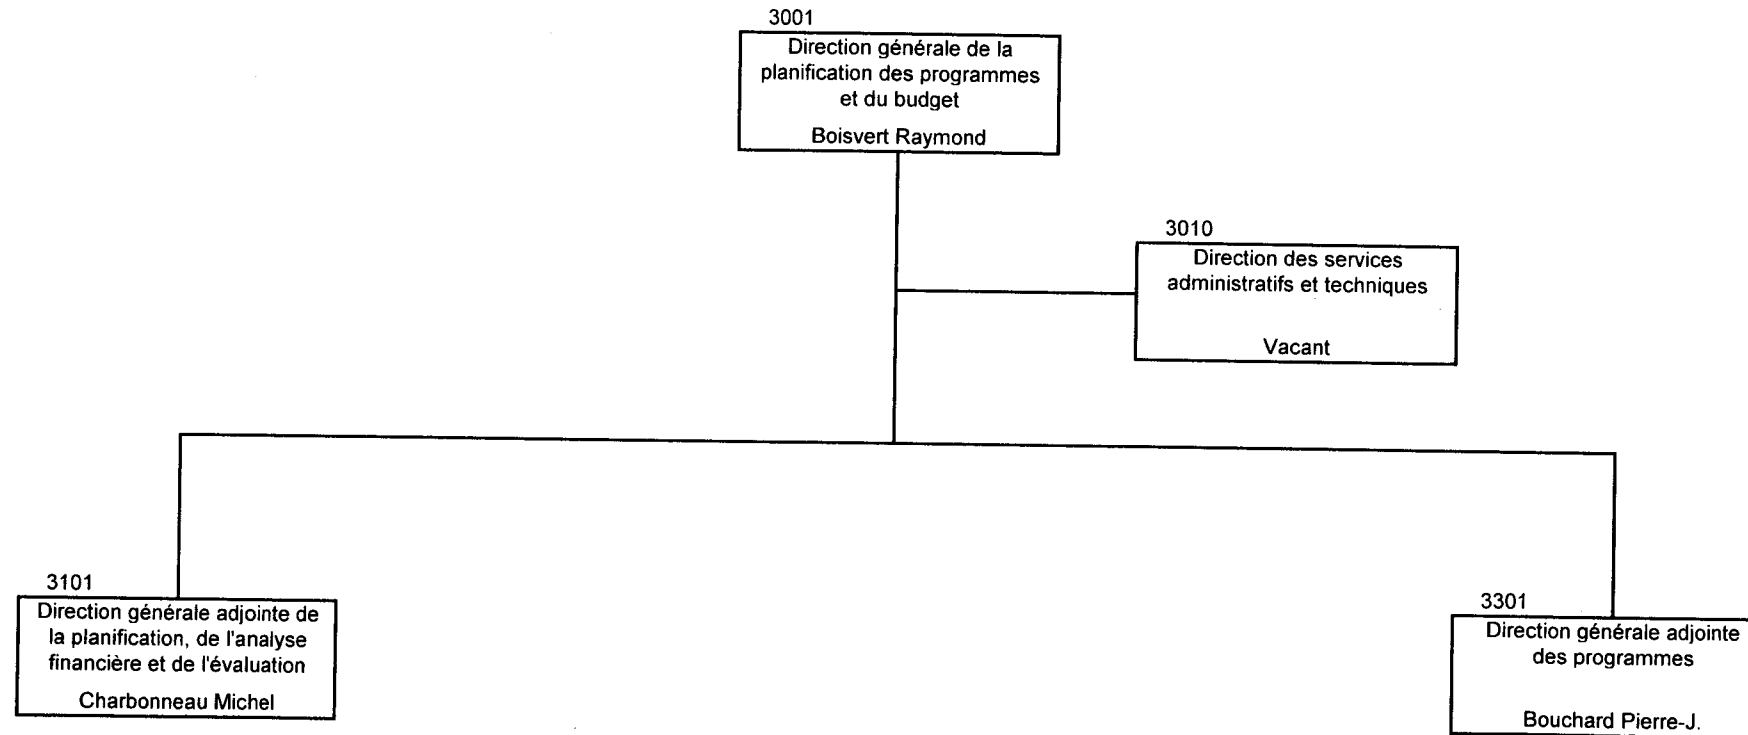 3001
Direction générale de la
planification des programmes
et du budget
Boisvert Raymond
3010
Direction des services
administratifs et techniques
Vacant
3101
Direction générale adjointe de
la planification, de l'analyse
financière et de l'évaluation
Charbonneau Michel
3301
Direction générale adjointe
des programmes
Bouchard Pierre-J.